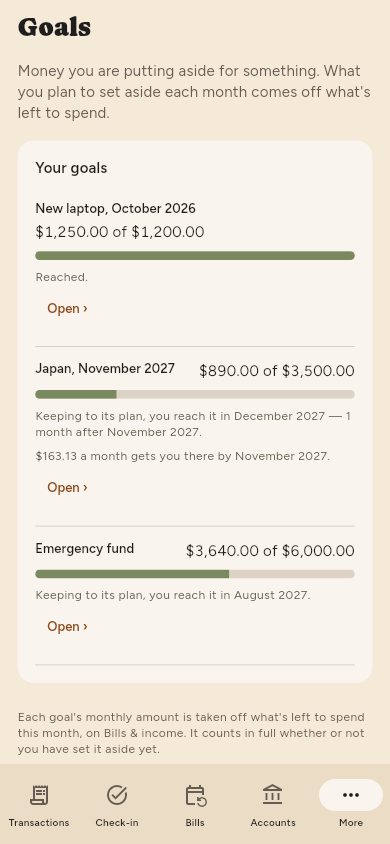 Goals
Money you are putting aside for something. What
you plan to set aside each month comes off what's
left to spend.
Your goals
New laptop, October 2026
$1,250.00 of $1,200.00
Reached.
Open ›
Japan, November 2027 $890.00 of $3,500.00
Keeping to its plan, you reach it in December 2027 — 1
month after November 2027.
$163.13 a month gets you there by November 2027.
Open ›
Emergency fund $3,640.00 of $6,000.00
Keeping to its plan, you reach it in August 2027.
Open ›
Each goal's monthly amount is taken off what's left to spend
this month, on Bills & income. It counts in full whether or not
you have set it aside yet.
Transactions Check-in Bills Accounts More